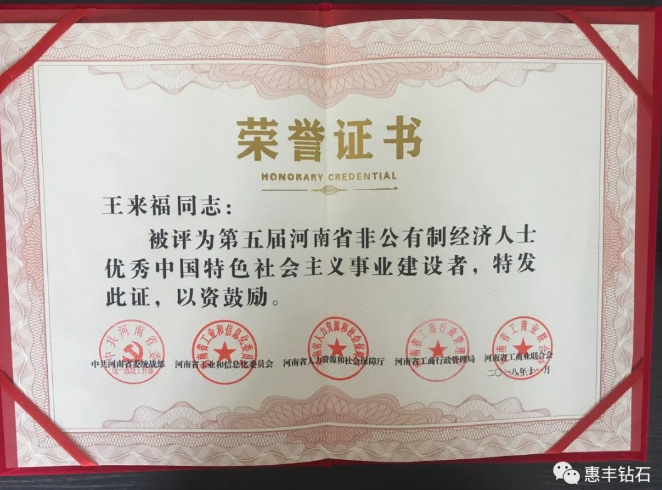 荣誉证书
HONORARY CREDENTIAL
王来福同志：
被评为第五届河南省非公有制经济人士
优秀中国特色社会主义事业建设者，特发
此证，以资鼓励。
中共河南省委统战部 河南省工业和信息化委员会 河南省人力资源和社会保障厅 河南省工商行政管理局 河南省工商业联合会
二〇一八年十一月
惠丰钻石